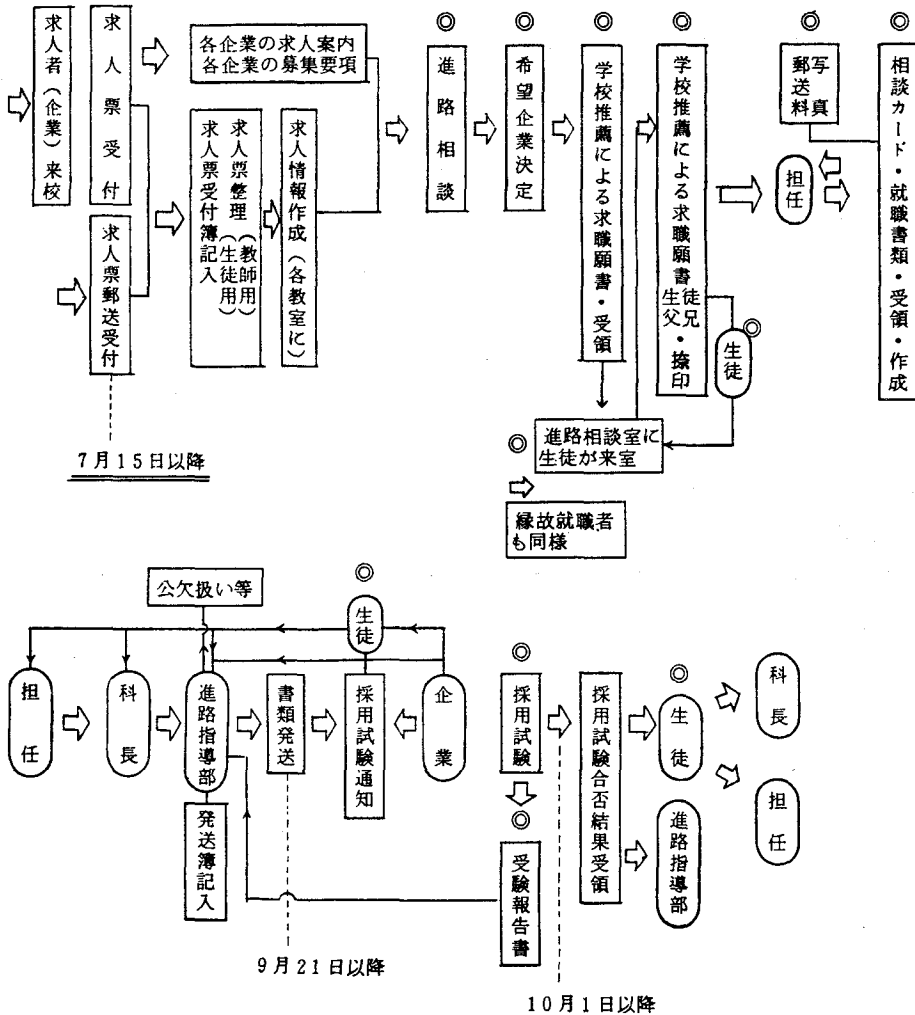 求人者（企業）来校
求人票受付
求人票郵送受付
7月15日以降
各企業の求人案内
各企業の募集要項
求人票整理（教師用）（生徒用）
求人票受付簿記入
求人情報作成（各教室に）
◎
進路相談
◎
希望企業決定
◎
学校推薦による求職願書・受領
◎
学校推薦による求職願書
生徒
父兄・捺印
◎
生徒
◎
進路相談室に
生徒が来室
縁故就職者
も同様
担任
◎
写真
郵送料
◎
相談カード・就職書類・受領・作成
公欠扱い等
◎
生徒
担任
科長
進路指導部
発送簿記入
書類発送
9月21日以降
採用試験通知
企業
◎
採用試験
◎
受験報告書
10月1日以降
採用試験合否結果受領
◎
生徒
進路指導部
科長
担任